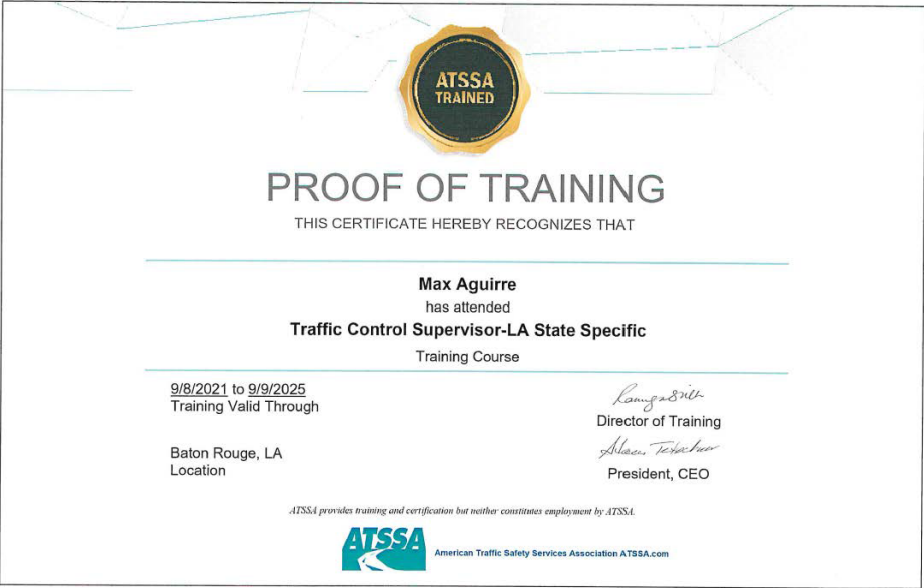 ATSSA
TRAINED
PROOF OF TRAINING
THIS CERTIFICATE HEREBY RECOGNIZES THAT
Max Aguirre
has attended
Traffic Control Supervisor-LA State Specific
Training Course
9/8/2021 to 9/9/2025
Training Valid Through
Director of Training
Baton Rouge, LA
Location
President, CEO
ATSSA provides training and certification but neither constitutes employment by ATSSA.
ATSSA
American Traffic Safety Services Association ATSSA.com